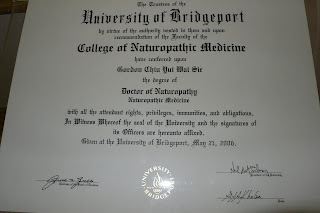 The Trustees of the
University of Bridgeport
by virtue of the authority vested in them and upon
recommendation of the Faculty of the
College of Naturopathic Medicine
have conferred upon
Gordon Chiu Yui Wai Sir
the degree of
Doctor of Naturopathy
Naturopathic Medicine
with all the attendant rights, privileges, immunities, and obligations.
In Witness Whereof the seal of the University and the signatures of
its Officers are hereunto affixed.
Given at the University of Bridgeport, May 21, 2006.
UNIVERSITY
BRIDGEPORT